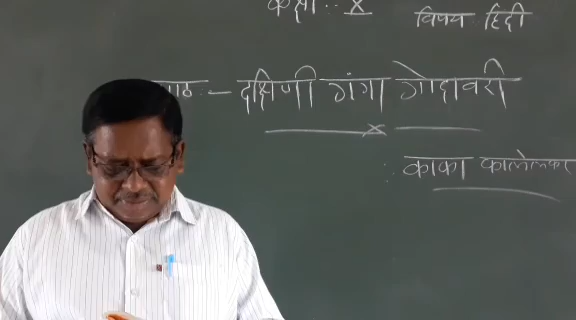 कक्षा :- X
विषय हिंदी
पाठ :- दक्षिणी गंगा गोदावरी
X
: काका कालेलकर